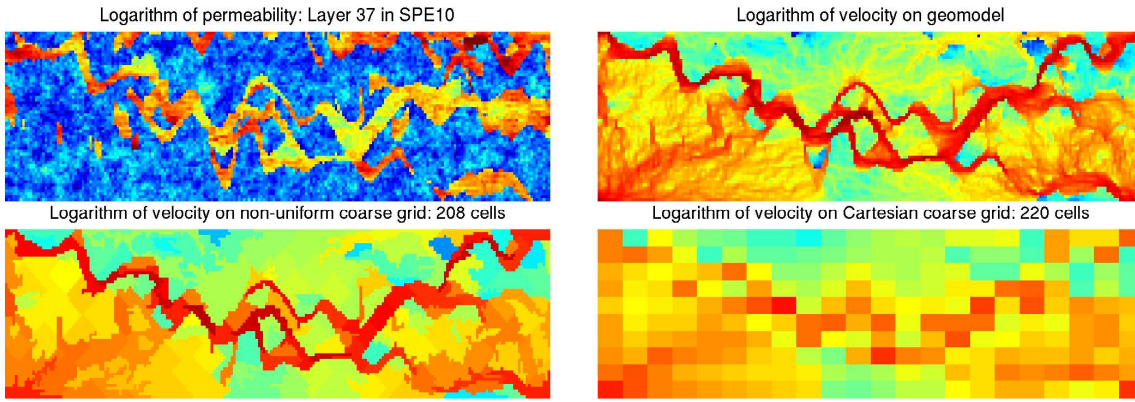 Logarithm of permeability: Layer 37 in SPE10
Logarithm of velocity on geomodel
Logarithm of velocity on non-uniform coarse grid: 208 cells
Logarithm of velocity on Cartesian coarse grid: 220 cells